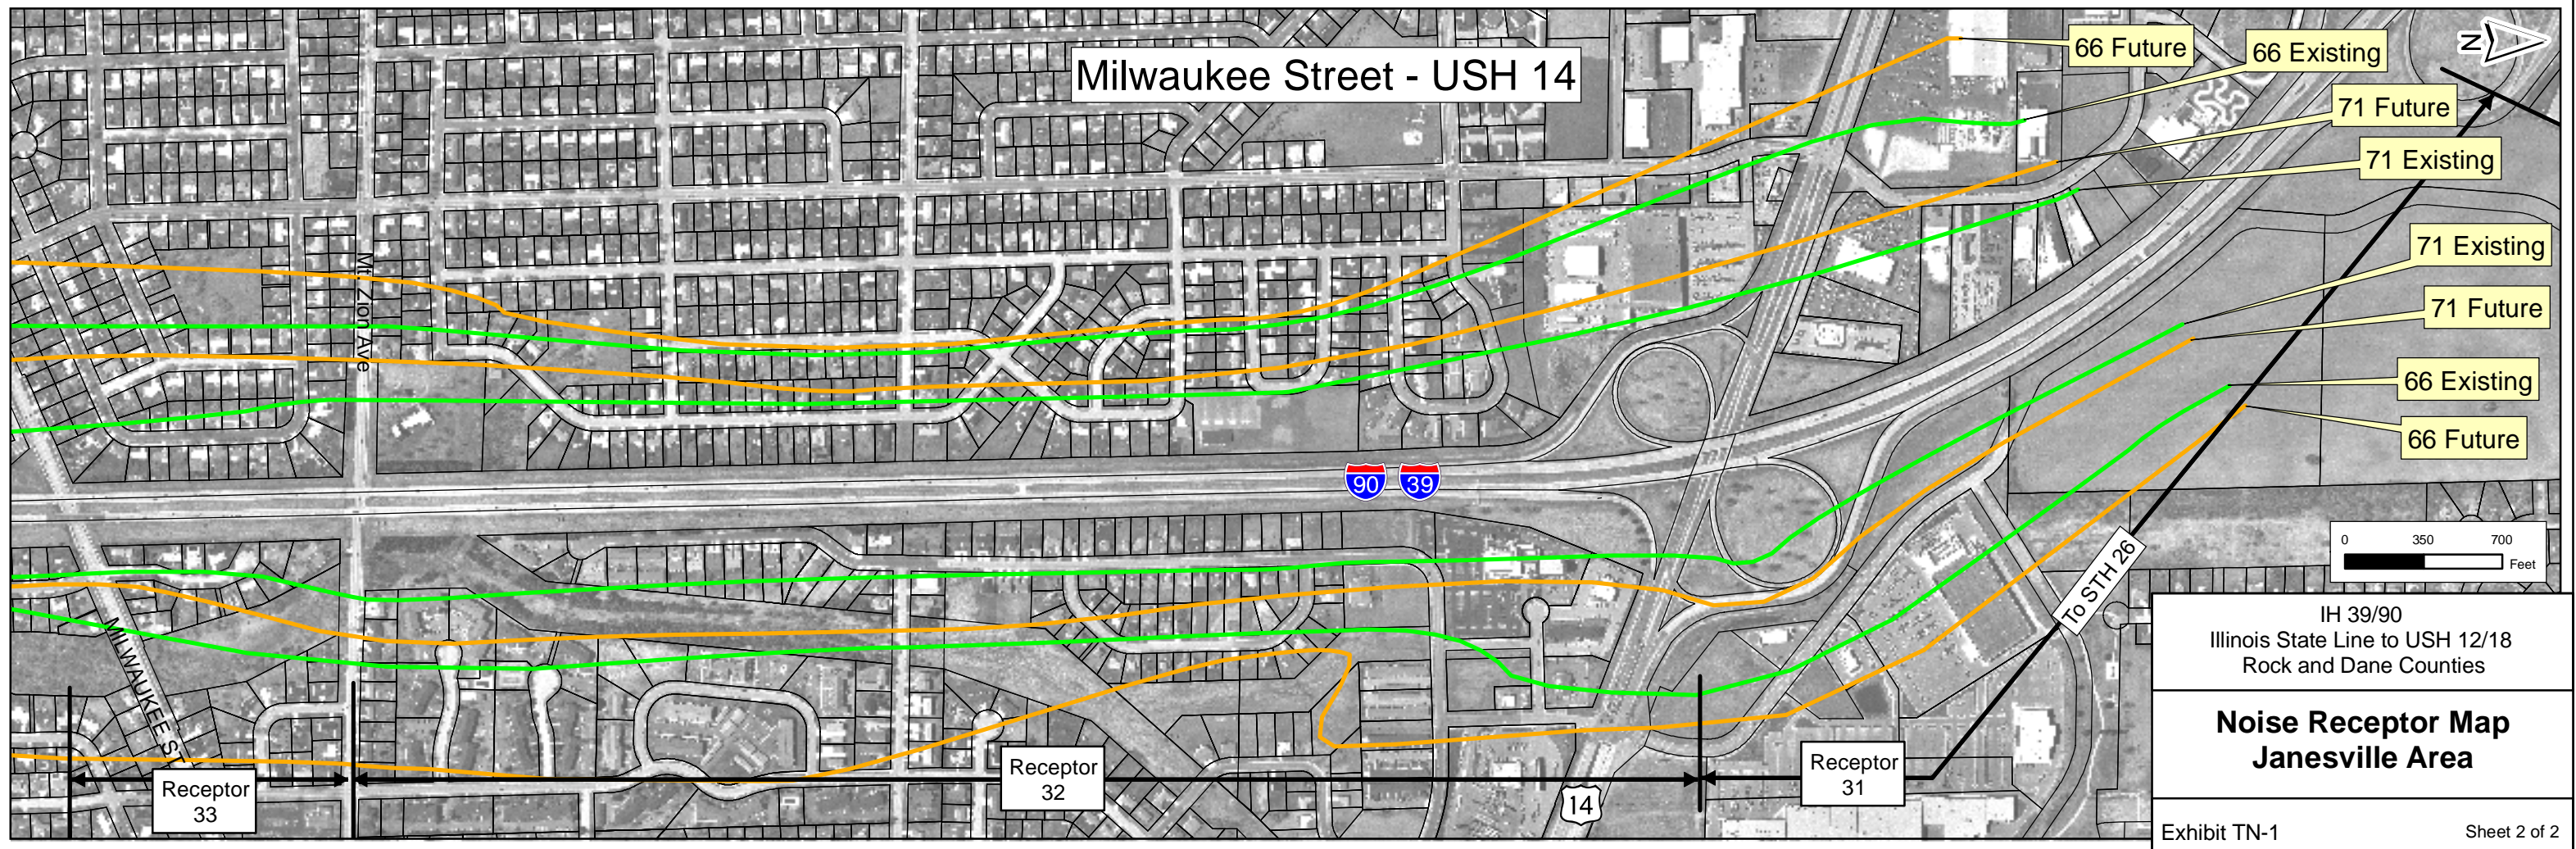 Milwaukee Street - USH 14
66 Future
66 Existing
71 Future
71 Existing
N
71 Existing
71 Future
66 Existing
66 Future
Mt Zion Ave
90
39
0 350 700
Feet
To STH 26
MILWAUKEE ST
Receptor
33
Receptor
32
Receptor
31
14
IH 39/90
Illinois State Line to USH 12/18
Rock and Dane Counties
Noise Receptor Map
Janesville Area
Exhibit TN-1 Sheet 2 of 2